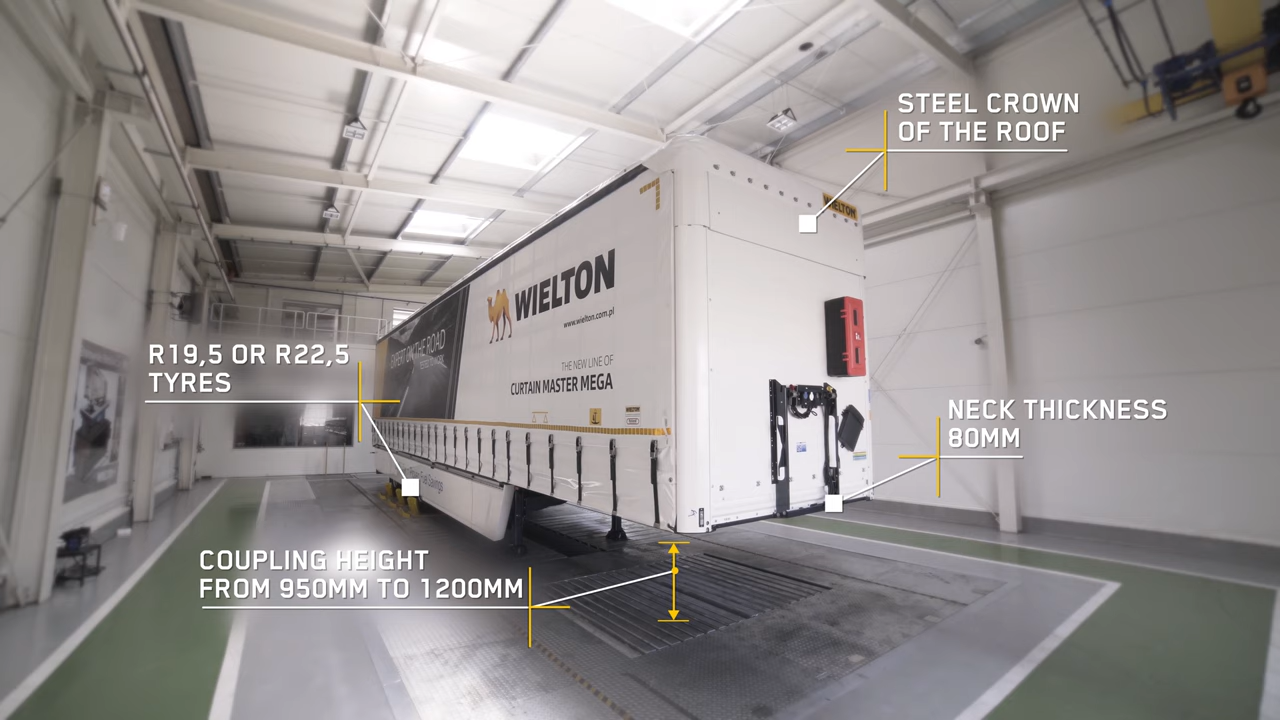 STEEL CROWN
OF THE ROOF
WIELTON
WIELTON
www.wielton.com.pl
EXPERT ON THE ROAD
R19,5 OR R22,5
TYRES
THE NEW LINE OF
CURTAIN MASTER MEGA
NECK THICKNESS
80MM
COUPLING HEIGHT
FROM 950MM TO 1200MM